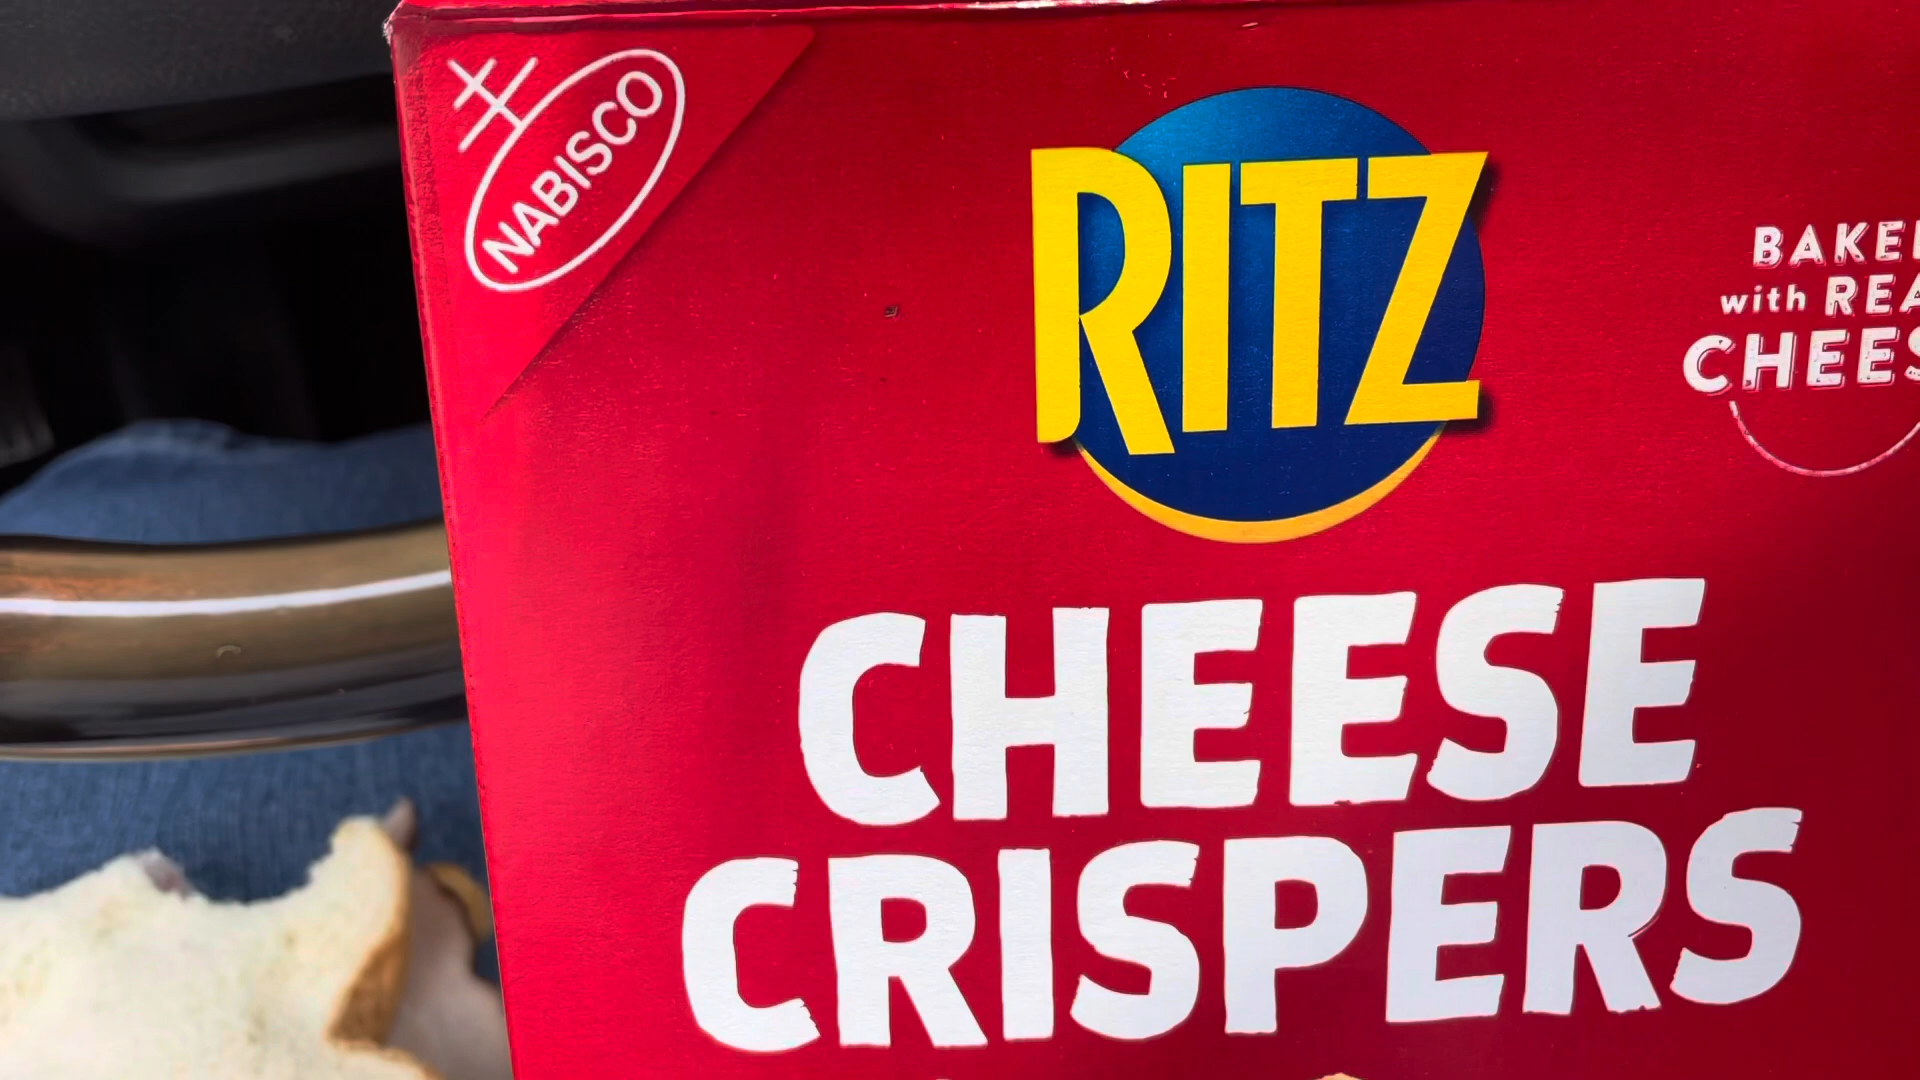 NABISCO
RITZ
BAKE
with REA
CHEES
CHEESE
CRISPERS